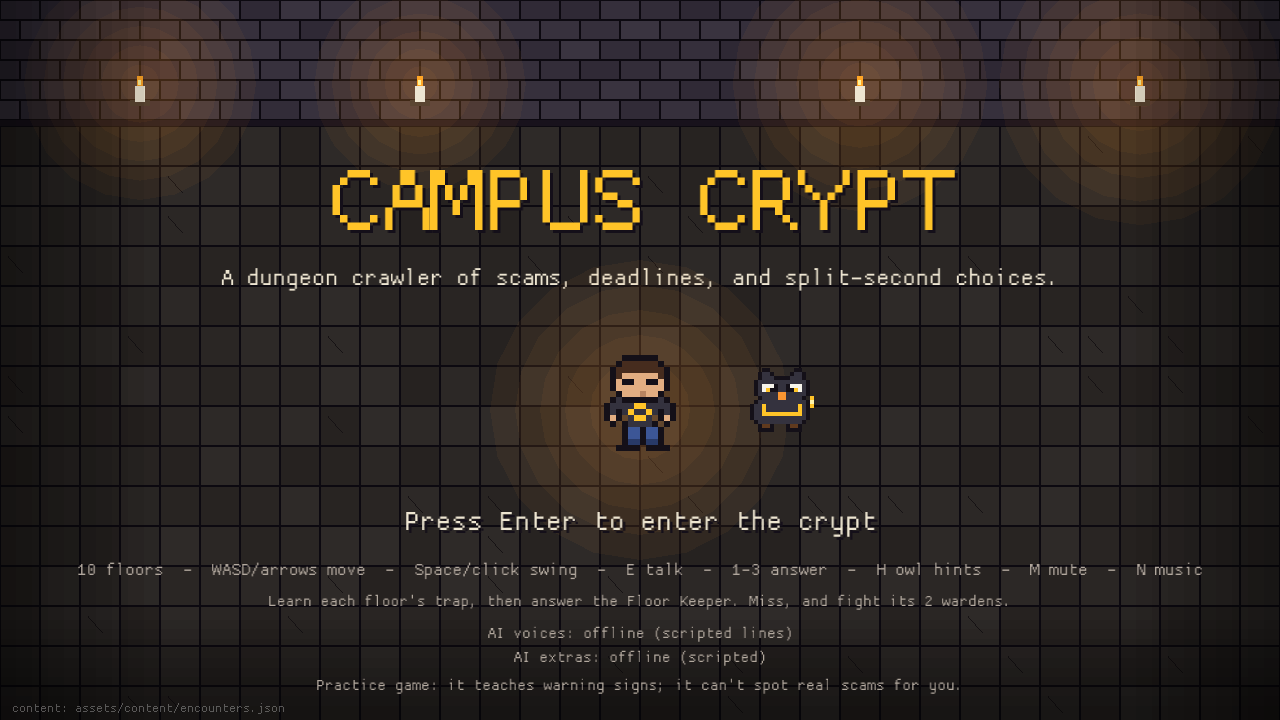 CAMPUS CRYPT
A dungeon crawler of scams, deadlines, and split-second choices.
Press Enter to enter the crypt
10 floors - WASD/arrows move - Space/click swing - E talk - 1-3 answer - H owl hints - M mute - N music
Learn each floor's trap, then answer the Floor Keeper. Miss, and fight its 2 wardens.
AI voices: offline (scripted lines)
AI extras: offline (scripted)
Practice game: it teaches warning signs; it can't spot real scams for you.
content: assets/content/encounters.json